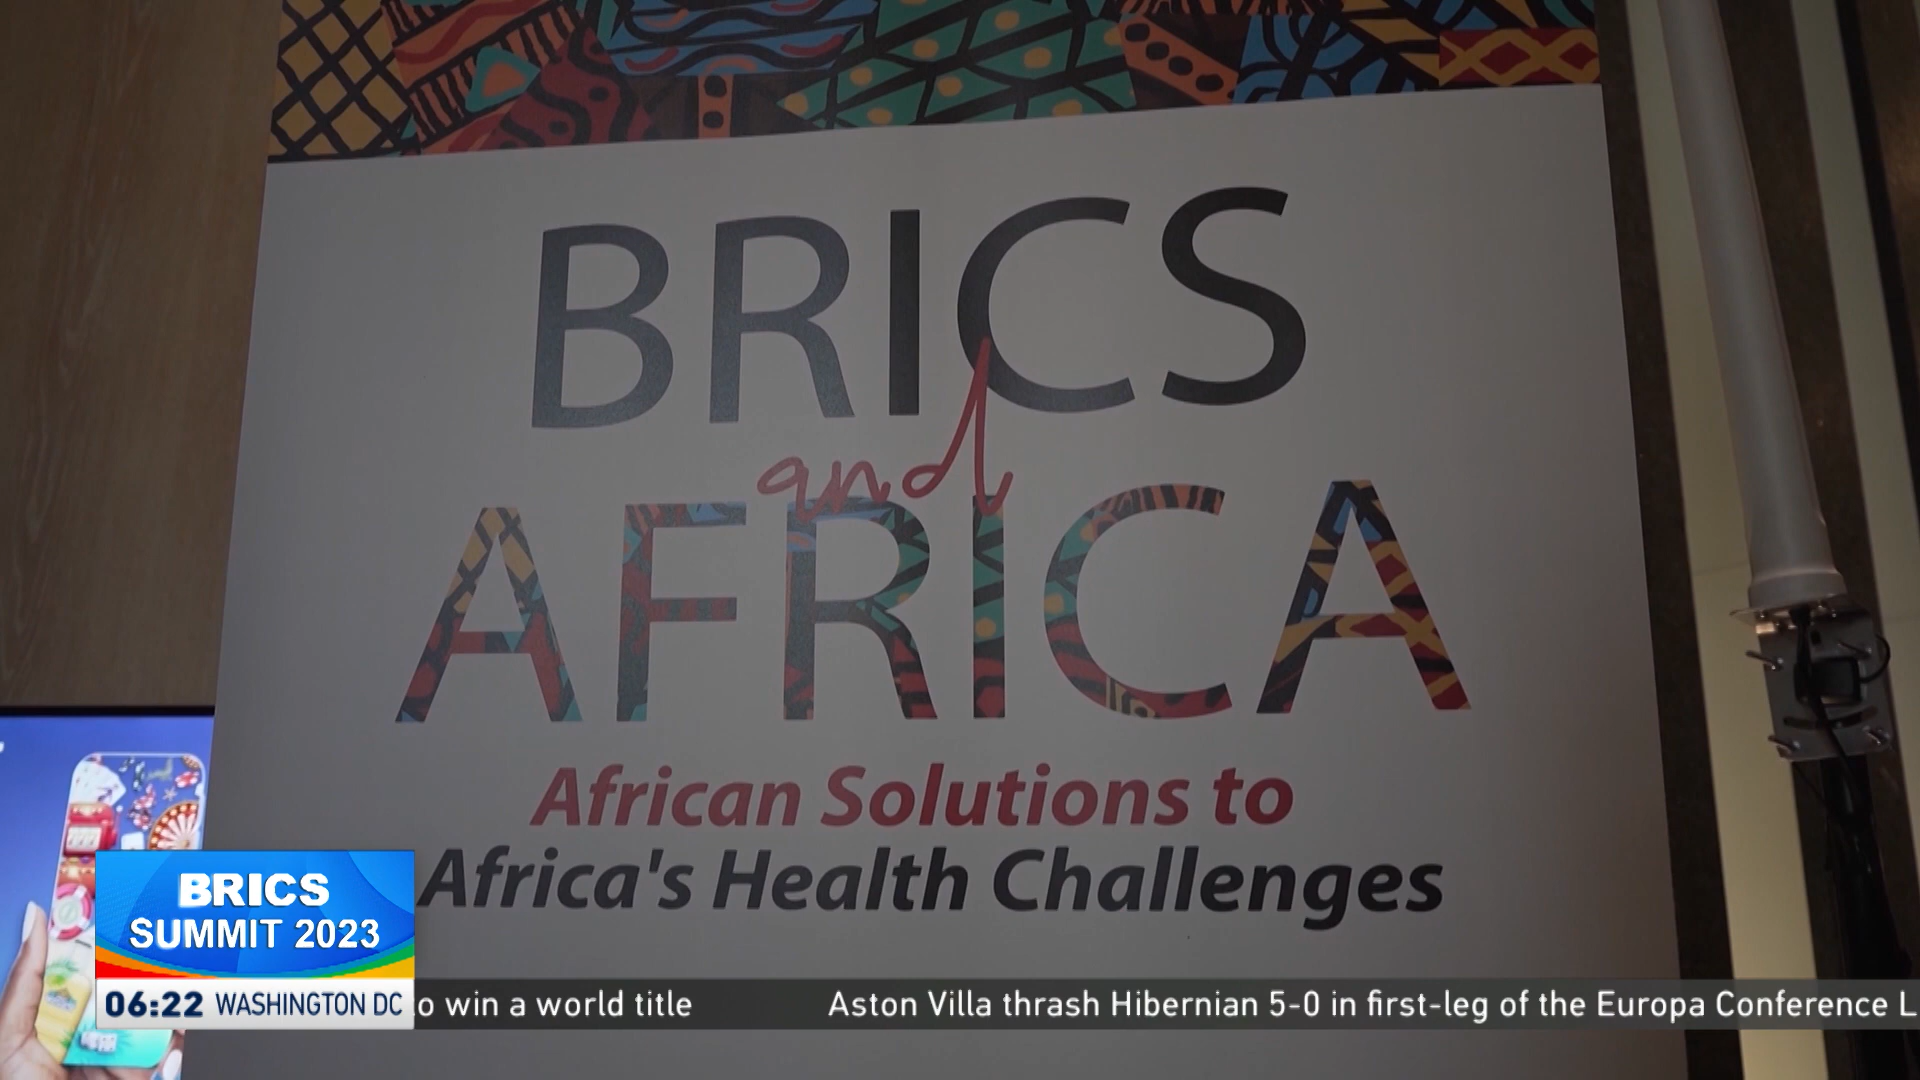 BRICS
and
AFRICA
African Solutions to
Africa's Health Challenges
BRICS
SUMMIT 2023
06:22 WASHINGTON DC
to win a world title
Aston Villa thrash Hibernian 5-0 in first-leg of the Europa Conference L